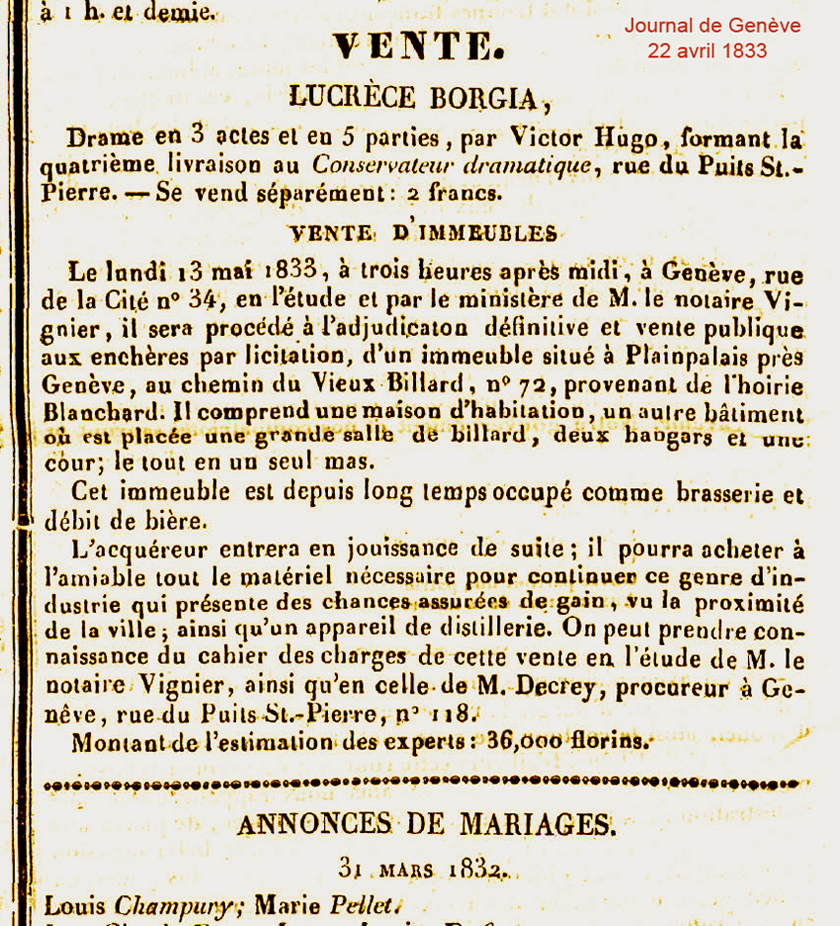 à 1 h. et demie.
Journal de Genève
22 avril 1833
VENTE.
LUCRÈCE BORGIA,
Drame en 3 actes et en 5 parties, par Victor Hugo, formant la
quatrième livraison au Conservateur dramatique, rue du Puits St.-
Pierre. — Se vend séparément: 2 francs.
VENTE D'IMMEUBLES
Le lundi 13 mai 1833, à trois heures après midi, à Genève, rue
de la Cité nº 34, en l'étude et par le ministère de M. le notaire Vi-
gnier, il sera procédé à l'adjudicaton définitive et vente publique
aux enchères par licitation, d'un immeuble situé à Plainpalais près
Genève, au chemin du Vieux Billard, nº 72, provenant de l'hoirie
Blanchard. Il comprend une maison d'habitation, un autre bâtiment
où est placée une grande salle de billard, deux hangars et une
cour; le tout en un seul mas.
Cet immeuble est depuis long temps occupé comme brasserie et
débit de bière.
L'acquéreur entrera en jouissance de suite; il pourra acheter à
l'amiable tout le matériel nécessaire pour continuer ce genre d'in-
dustrie qui présente des chances assurées de gain, vu la proximité
de la ville; ainsi qu'un appareil de distillerie. On peut prendre con-
naissance du cahier des charges de cette vente en l'étude de M. le
notaire Vignier, ainsi qu'en celle de M. Decrey, procureur à Ge-
nêve, rue du Puits St.-Pierre, nº 118.
Montant de l'estimation des experts: 36,000 florins.
ANNONCES DE MARIAGES.
31 MARS 1832.
Louis Champury; Marie Pellet.